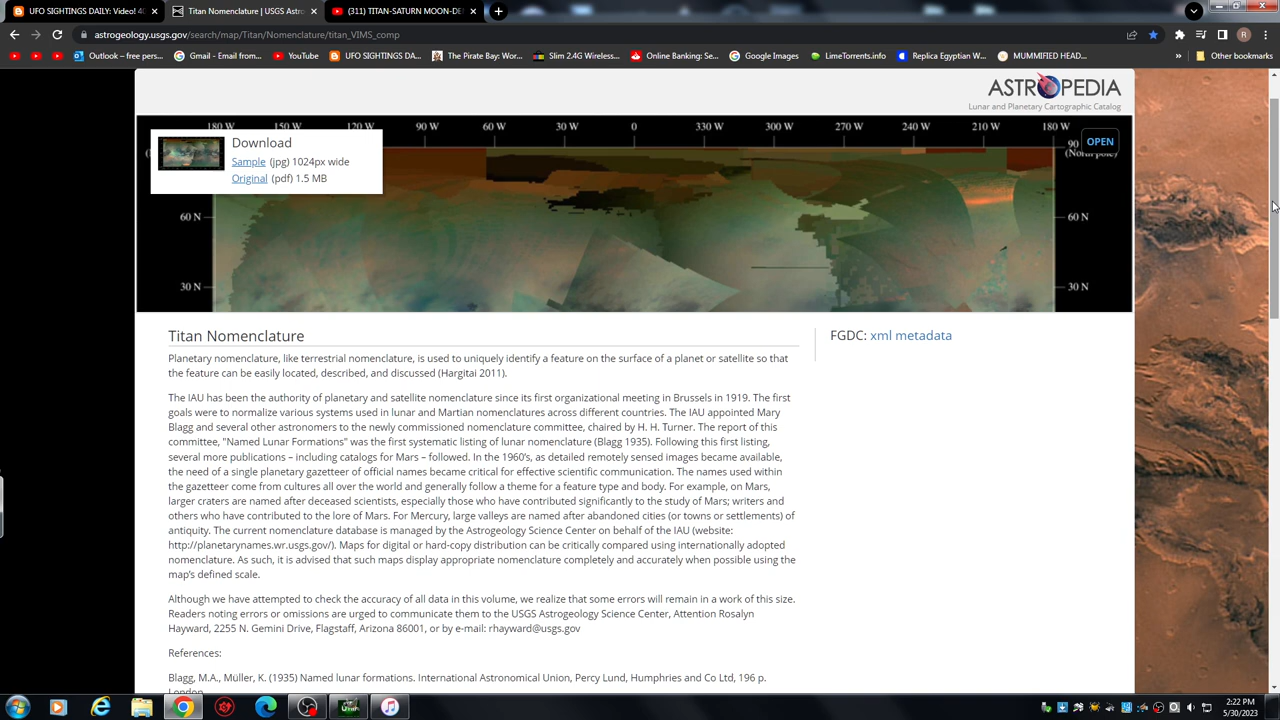 UFO SIGHTINGS DAILY: Video! 40
Titan Nomenclature | USGS Astro
(311) TITAN-SATURN MOON-DE
astrogeology.usgs.gov/search/map/Titan/Nomenclature/titan_VIMS_comp
Outlook – free pers...
Gmail - Email from...
YouTube
UFO SIGHTINGS DAI...
The Pirate Bay: Wor...
Slim 2.4G Wireless...
Online Banking: Se...
Google Images
LimeTorrents.info
Replica Egyptian W...
MUMMIFIED HEAD...
»
Other bookmarks
ASTROPEDIA
Lunar and Planetary Cartographic Catalog
180 W 150 W 120 W 90 W 60 W 30 W 0 330 W 300 W 270 W 240 W 210 W 180 W
Download
Sample (jpg) 1024px wide
Original (pdf) 1.5 MB
OPEN
90
(North pole)
60 N
60 N
30 N
30 N
Titan Nomenclature
FGDC: xml metadata
Planetary nomenclature, like terrestrial nomenclature, is used to uniquely identify a feature on the surface of a planet or satellite so that
the feature can be easily located, described, and discussed (Hargitai 2011).
The IAU has been the authority of planetary and satellite nomenclature since its first organizational meeting in Brussels in 1919. The first
goals were to normalize various systems used in lunar and Martian nomenclatures across different countries. The IAU appointed Mary
Blagg and several other astronomers to the newly commissioned nomenclature committee, chaired by H. H. Turner. The report of this
committee, "Named Lunar Formations" was the first systematic listing of lunar nomenclature (Blagg 1935). Following this first listing,
several more publications – including catalogs for Mars – followed. In the 1960's, as detailed remotely sensed images became available,
the need of a single planetary gazetteer of official names became critical for effective scientific communication. The names used within
the gazetteer come from cultures all over the world and generally follow a theme for a feature type and body. For example, on Mars,
larger craters are named after deceased scientists, especially those who have contributed significantly to the study of Mars; writers and
others who have contributed to the lore of Mars. For Mercury, large valleys are named after abandoned cities (or towns or settlements) of
antiquity. The current nomenclature database is managed by the Astrogeology Science Center on behalf of the IAU (website:
http://planetarynames.wr.usgs.gov/). Maps for digital or hard-copy distribution can be critically compared using internationally adopted
nomenclature. As such, it is advised that such maps display appropriate nomenclature completely and accurately when possible using the
map's defined scale.
Although we have attempted to check the accuracy of all data in this volume, we realize that some errors will remain in a work of this size.
Readers noting errors or omissions are urged to communicate them to the USGS Astrogeology Science Center, Attention Rosalyn
Hayward, 2255 N. Gemini Drive, Flagstaff, Arizona 86001, or by e-mail: rhayward@usgs.gov
References:
Blagg, M.A., Müller, K. (1935) Named lunar formations. International Astronomical Union, Percy Lund, Humphries and Co Ltd, 196 p.
London
2:22 PM
5/30/2023